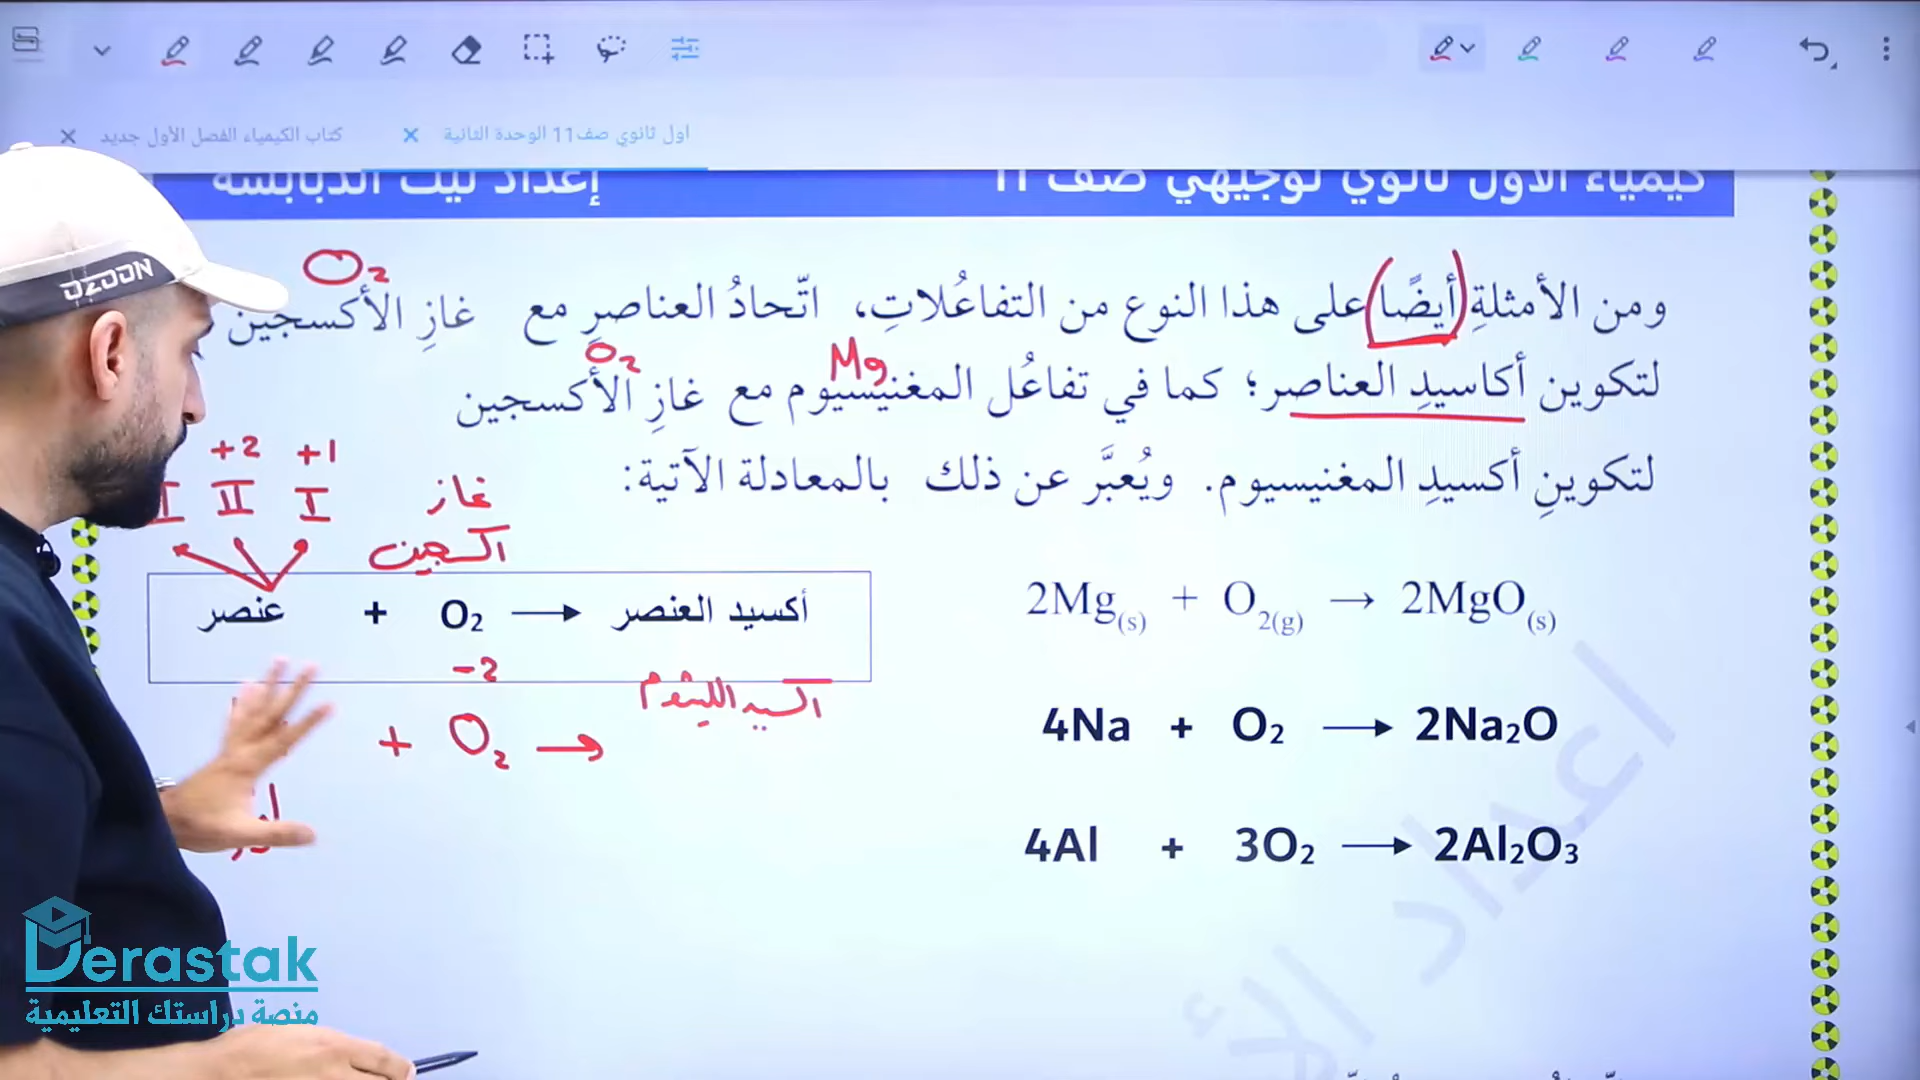 اول ثانوي صف11 الوحدة الثانية
كتاب الكيمياء الفصل الأول جديد
كيمياء الأول ثانوي توجيهي صف 11
إعداد ليث الدبابسة
O₂
ومن الأمثلةِ (أيضًا) على هذا النوع من التفاعُلاتِ، اتّحادُ العناصرِ مع غازِ الأكسجين
O₂ Mg
لتكوين أكاسيدِ العناصر؛ كما في تفاعُل المغنيسيوم مع غازِ الأكسجين
لتكوينِ أكسيدِ المغنيسيوم. ويُعبَّر عن ذلك بالمعادلة الآتية:
+2 +1
I II I
غاز
اكسجين
عنصر + O₂ ⟶ أكسيد العنصر
-2
اكسيد الليثيوم
+ O₂ →
2Mg(s) + O2(g) → 2MgO(s)
4Na + O₂ ⟶ 2Na₂O
4Al + 3O₂ ⟶ 2Al₂O₃
DZOON
Derastak
منصة دراستك التعليمية